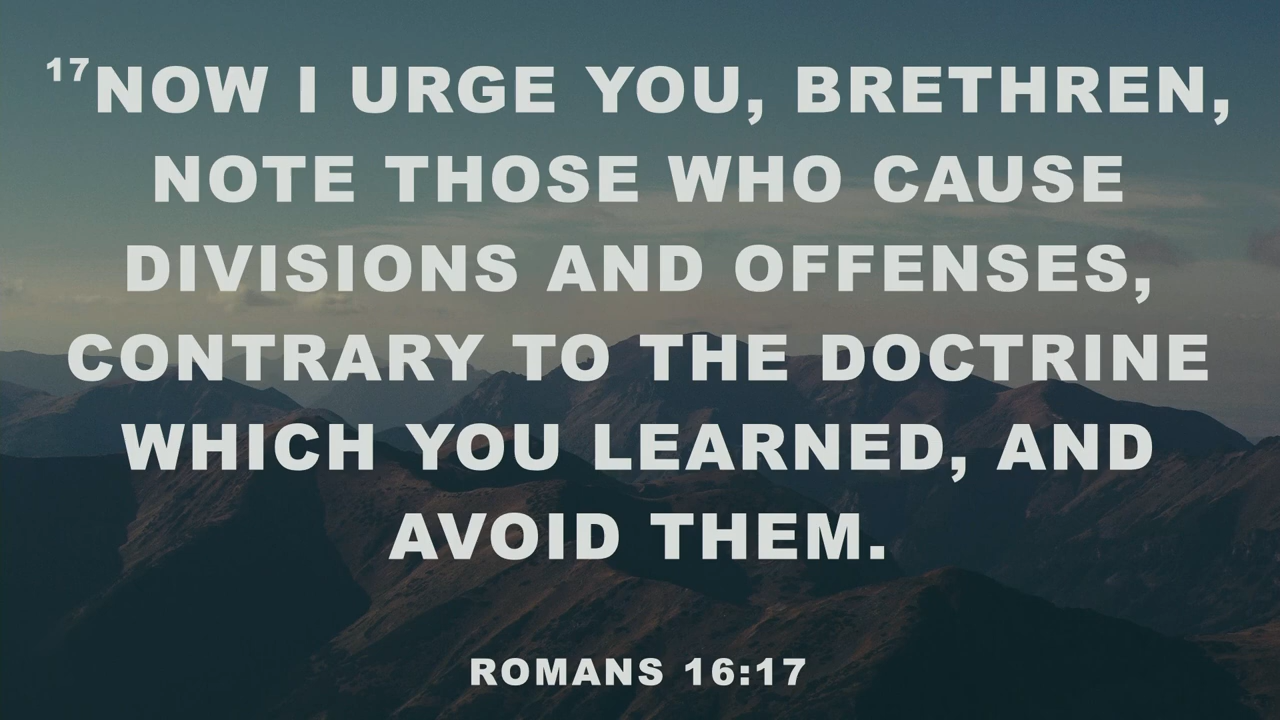 17NOW I URGE YOU, BRETHREN,
NOTE THOSE WHO CAUSE
DIVISIONS AND OFFENSES,
CONTRARY TO THE DOCTRINE
WHICH YOU LEARNED, AND
AVOID THEM.
ROMANS 16:17